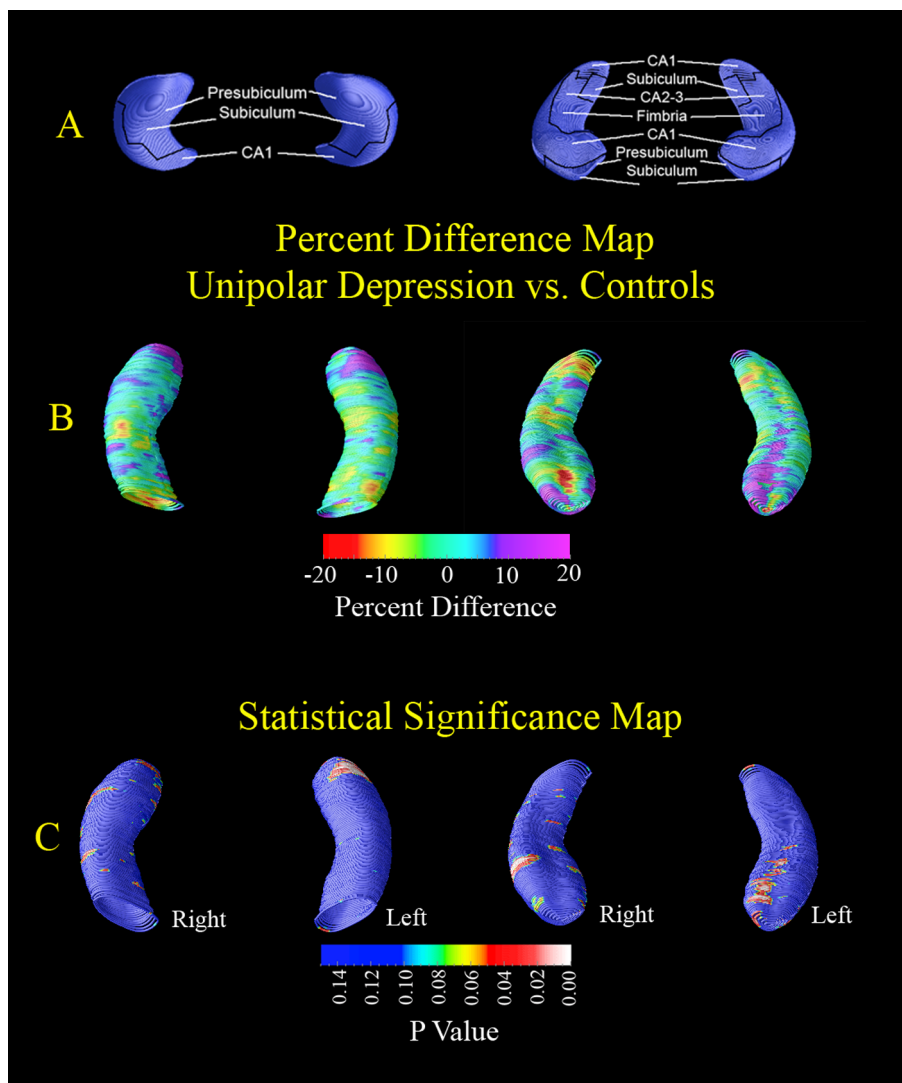 A
Presubiculum
Subiculum
CA1
CA1
Subiculum
CA2-3
Fimbria
CA1
Presubiculum
Subiculum
Percent Difference Map
Unipolar Depression vs. Controls
B
-20 -10 0 10 20
Percent Difference
Statistical Significance Map
C
Right Left Right Left
0.14 0.12 0.10 0.08 0.06 0.04 0.02 0.00
P Value